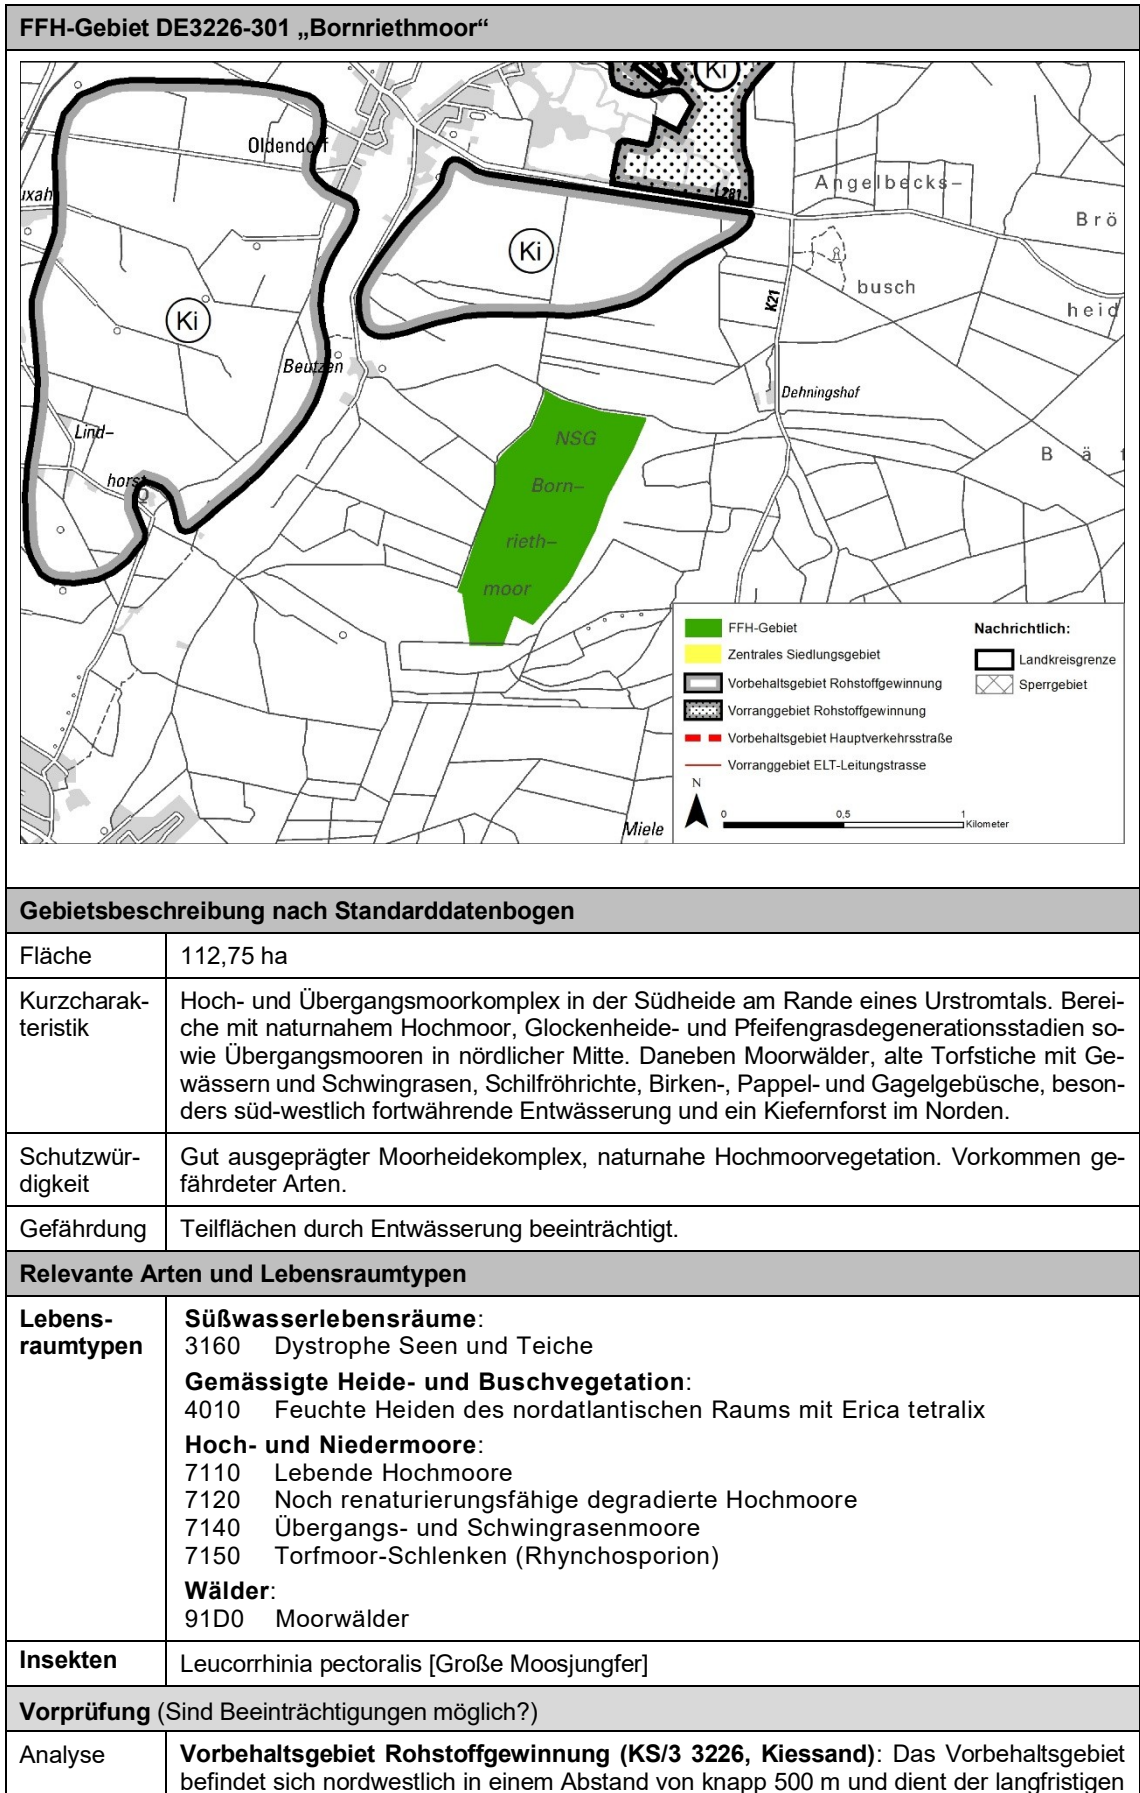 FFH-Gebiet DE3226-301 „Bornriethmoor“
Ki
Oldendorf
L281
Angelbecks-
uxah
Brö
Ki
busch
K21
heid
Ki
Beutzen
Dehningshof
NSG
Lind-
B ä t
horst
Born-
rieth-
moor
FFH-Gebiet
Zentrales Siedlungsgebiet
Vorbehaltsgebiet Rohstoffgewinnung
Vorranggebiet Rohstoffgewinnung
Vorbehaltsgebiet Hauptverkehrsstraße
Vorranggebiet ELT-Leitungstrasse
Nachrichtlich:
Landkreisgrenze
Sperrgebiet
N
0 0,5 1
Kilometer
Miele
Gebietsbeschreibung nach Standarddatenbogen
Fläche 112,75 ha
Kurzcharak-
teristik
Hoch- und Übergangsmoorkomplex in der Südheide am Rande eines Urstromtals. Berei-
che mit naturnahem Hochmoor, Glockenheide- und Pfeifengrasdegenerationsstadien so-
wie Übergangsmooren in nördlicher Mitte. Daneben Moorwälder, alte Torfstiche mit Ge-
wässern und Schwingrasen, Schilfröhrichte, Birken-, Pappel- und Gagelgebüsche, beson-
ders süd-westlich fortwährende Entwässerung und ein Kiefernforst im Norden.
Schutzwür-
digkeit
Gut ausgeprägter Moorheidekomplex, naturnahe Hochmoorvegetation. Vorkommen ge-
fährdeter Arten.
Gefährdung Teilflächen durch Entwässerung beeinträchtigt.
Relevante Arten und Lebensraumtypen
Lebens-
raumtypen
Süßwasserlebensräume:
3160 Dystrophe Seen und Teiche
Gemässigte Heide- und Buschvegetation:
4010 Feuchte Heiden des nordatlantischen Raums mit Erica tetralix
Hoch- und Niedermoore:
7110 Lebende Hochmoore
7120 Noch renaturierungsfähige degradierte Hochmoore
7140 Übergangs- und Schwingrasenmoore
7150 Torfmoor-Schlenken (Rhynchosporion)
Wälder:
91D0 Moorwälder
Insekten Leucorrhinia pectoralis [Große Moosjungfer]
Vorprüfung (Sind Beeinträchtigungen möglich?)
Analyse Vorbehaltsgebiet Rohstoffgewinnung (KS/3 3226, Kiessand): Das Vorbehaltsgebiet
befindet sich nordwestlich in einem Abstand von knapp 500 m und dient der langfristigen